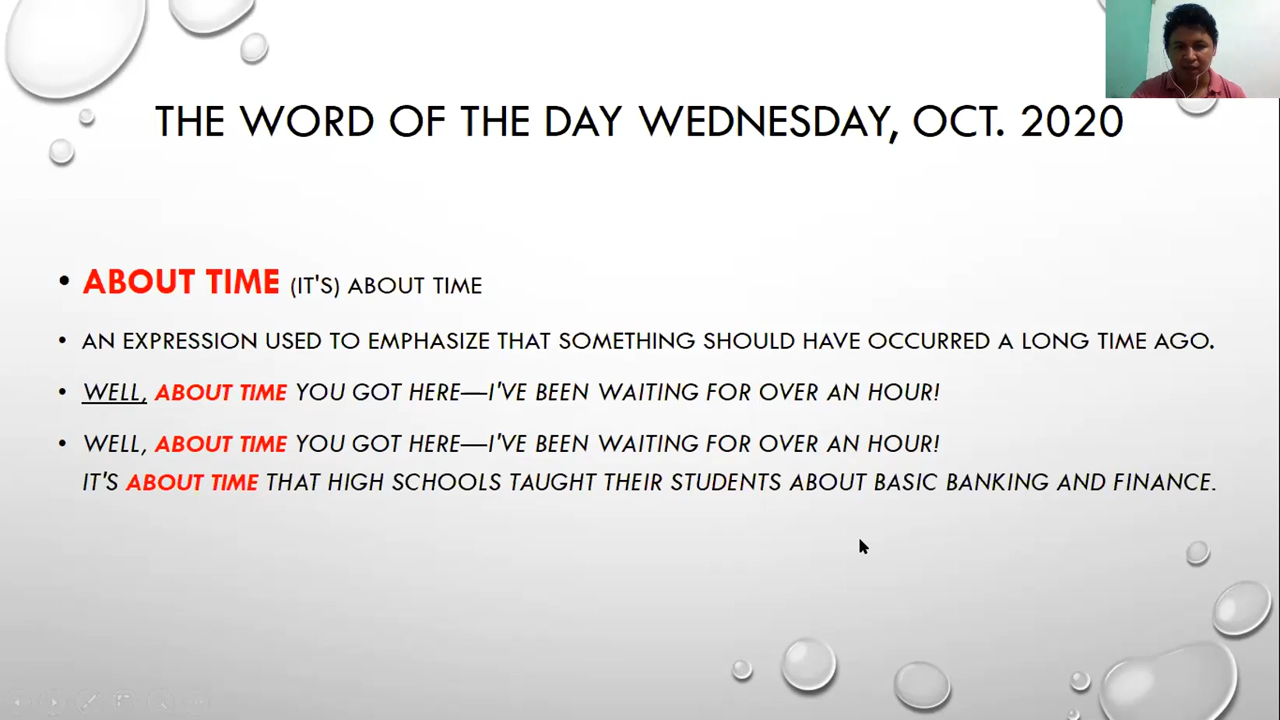 THE WORD OF THE DAY WEDNESDAY, OCT. 2020
• ABOUT TIME (IT'S) ABOUT TIME
• AN EXPRESSION USED TO EMPHASIZE THAT SOMETHING SHOULD HAVE OCCURRED A LONG TIME AGO.
• WELL, ABOUT TIME YOU GOT HERE—I'VE BEEN WAITING FOR OVER AN HOUR!
• WELL, ABOUT TIME YOU GOT HERE—I'VE BEEN WAITING FOR OVER AN HOUR!
IT'S ABOUT TIME THAT HIGH SCHOOLS TAUGHT THEIR STUDENTS ABOUT BASIC BANKING AND FINANCE.